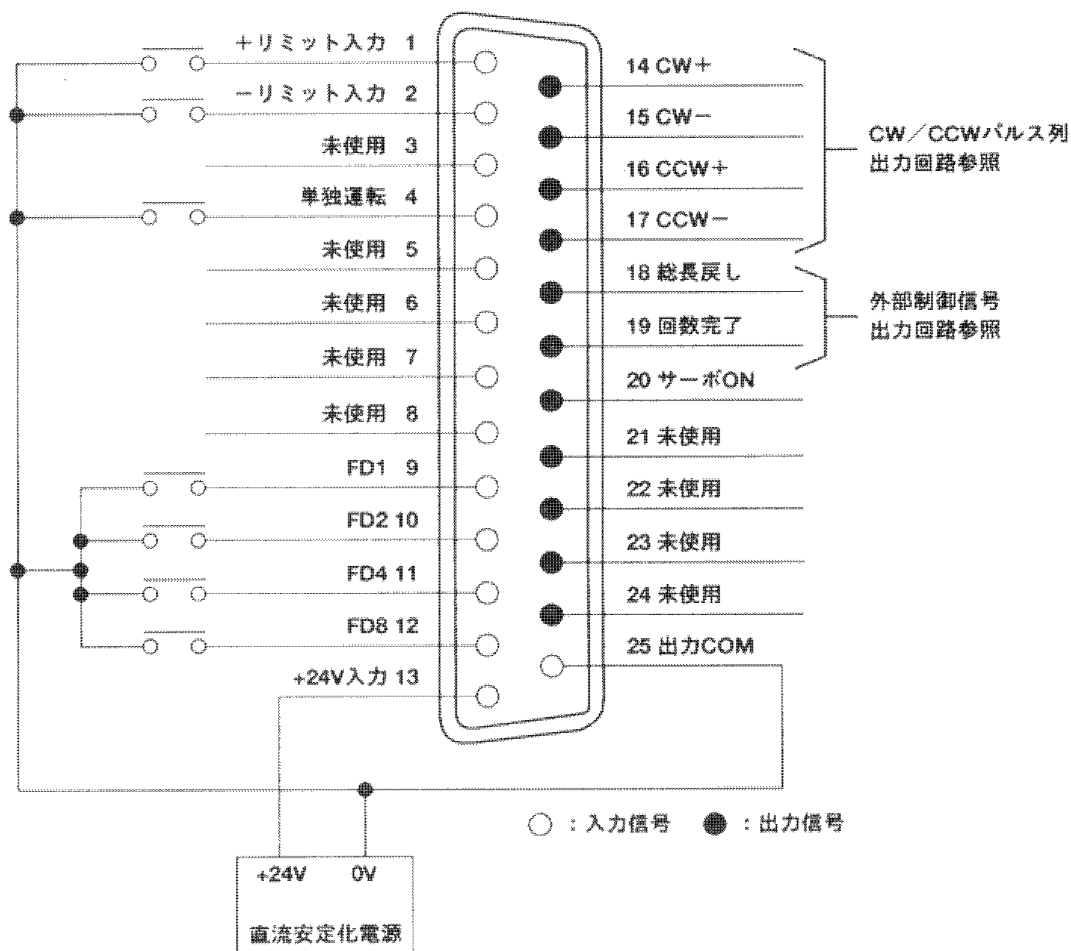 +リミット入力 1
−リミット入力 2
未使用 3
単独運転 4
未使用 5
未使用 6
未使用 7
未使用 8
FD1 9
FD2 10
FD4 11
FD8 12
+24V入力 13
14 CW+
15 CW−
16 CCW+
17 CCW−
18 総長戻し
19 回数完了
20 サーボON
21 未使用
22 未使用
23 未使用
24 未使用
25 出力COM
CW/CCWパルス列
出力回路参照
外部制御信号
出力回路参照
○ :入力信号 ● :出力信号
+24V 0V
直流安定化電源